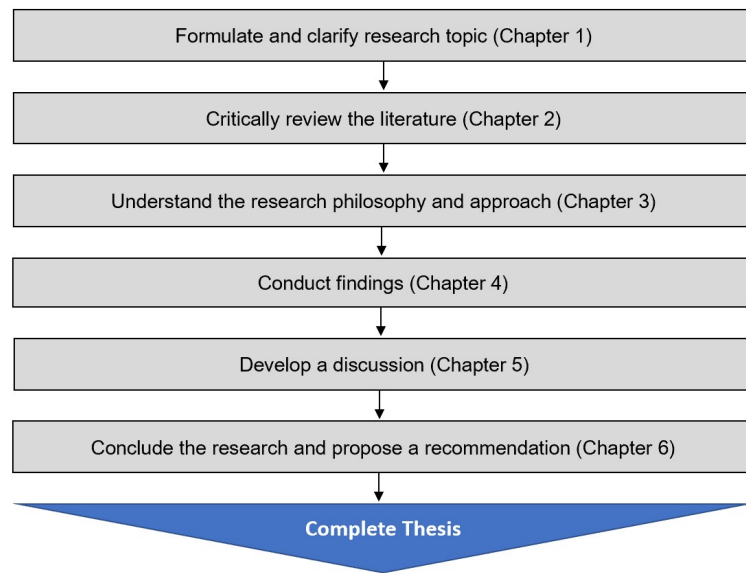 Formulate and clarify research topic (Chapter 1)
Critically review the literature (Chapter 2)
Understand the research philosophy and approach (Chapter 3)
Conduct findings (Chapter 4)
Develop a discussion (Chapter 5)
Conclude the research and propose a recommendation (Chapter 6)
Complete Thesis